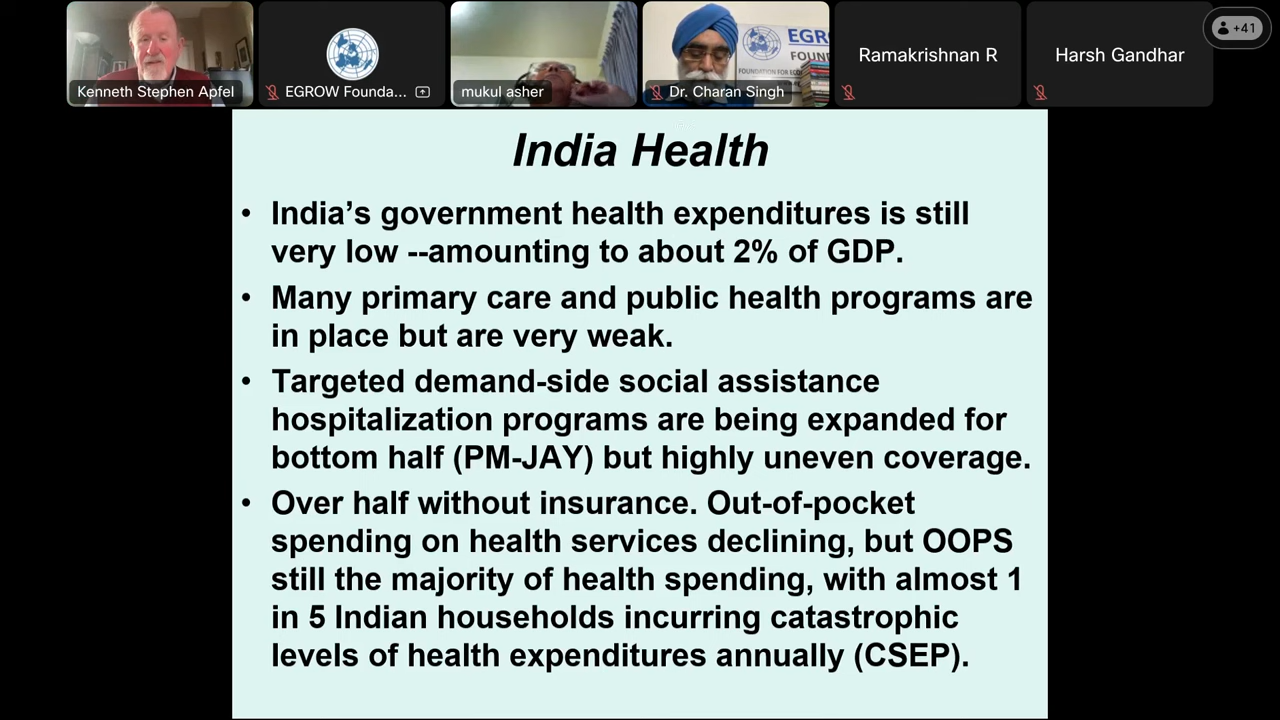 +41
Kenneth Stephen Apfel
EGROW Founda...
mukul asher
Dr. Charan Singh
EGRO
FOUN
FOUNDATION FOR ECO
Ramakrishnan R
Harsh Gandhar
India Health
• India’s government health expenditures is still
very low --amounting to about 2% of GDP.
• Many primary care and public health programs are
in place but are very weak.
• Targeted demand-side social assistance
hospitalization programs are being expanded for
bottom half (PM-JAY) but highly uneven coverage.
• Over half without insurance. Out-of-pocket
spending on health services declining, but OOPS
still the majority of health spending, with almost 1
in 5 Indian households incurring catastrophic
levels of health expenditures annually (CSEP).